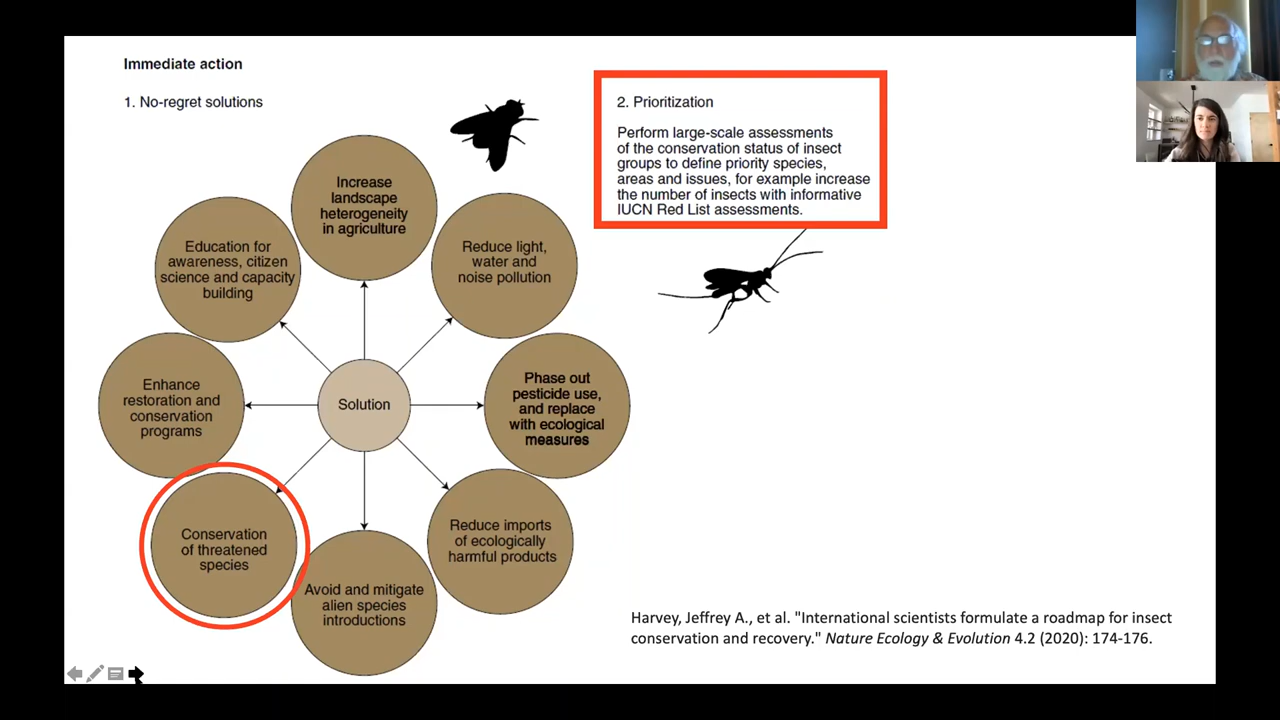 Immediate action
1. No-regret solutions
Increase
landscape
heterogeneity
in agriculture
Reduce light,
water and
noise pollution
Phase out
pesticide use,
and replace
with ecological
measures
Reduce imports
of ecologically
harmful products
Avoid and mitigate
alien species
introductions
Conservation
of threatened
species
Enhance
restoration and
conservation
programs
Education for
awareness, citizen
science and capacity
building
Solution
2. Prioritization
Perform large-scale assessments
of the conservation status of insect
groups to define priority species,
areas and issues, for example increase
the number of insects with informative
IUCN Red List assessments.
Harvey, Jeffrey A., et al. "International scientists formulate a roadmap for insect
conservation and recovery." Nature Ecology & Evolution 4.2 (2020): 174-176.